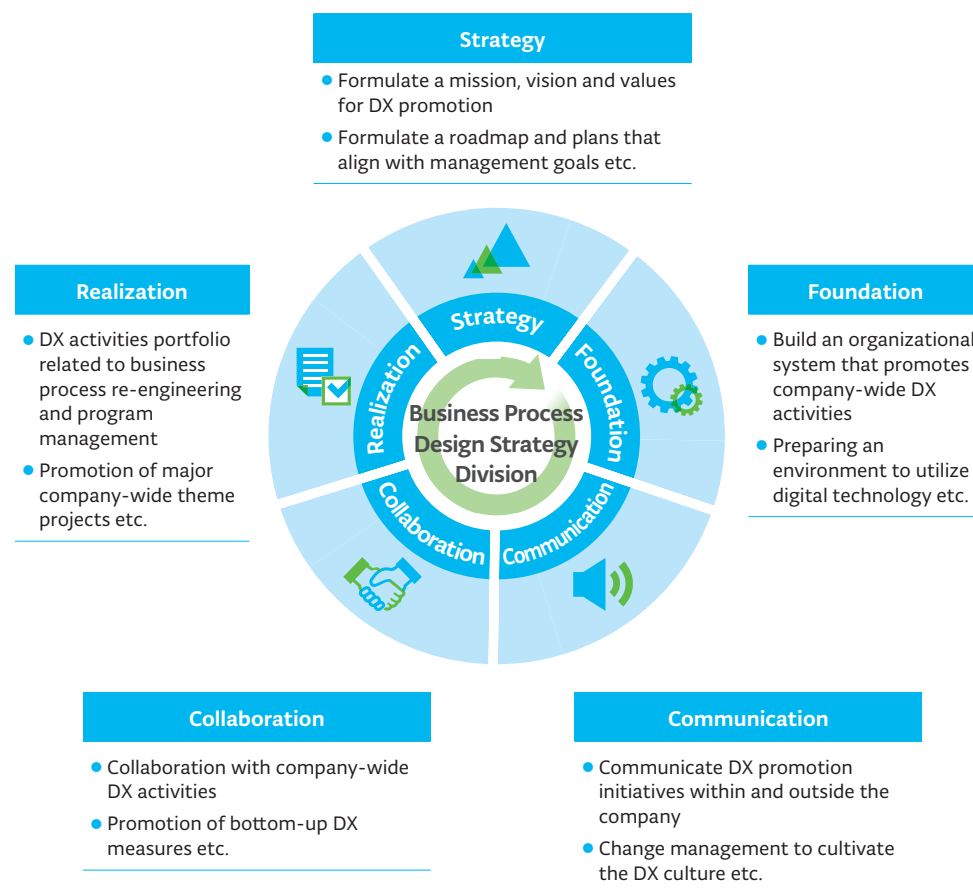 Strategy
● Formulate a mission, vision and values
for DX promotion
● Formulate a roadmap and plans that
align with management goals etc.
Realization
● DX activities portfolio
related to business
process re-engineering
and program
management
● Promotion of major
company-wide theme
projects etc.
Foundation
● Build an organizational
system that promotes
company-wide DX
activities
● Preparing an
environment to utilize
digital technology etc.
Strategy
Foundation
Communication
Collaboration
Realization
Business Process
Design Strategy
Division
Collaboration
● Collaboration with company-wide
DX activities
● Promotion of bottom-up DX
measures etc.
Communication
● Communicate DX promotion
initiatives within and outside the
company
● Change management to cultivate
the DX culture etc.